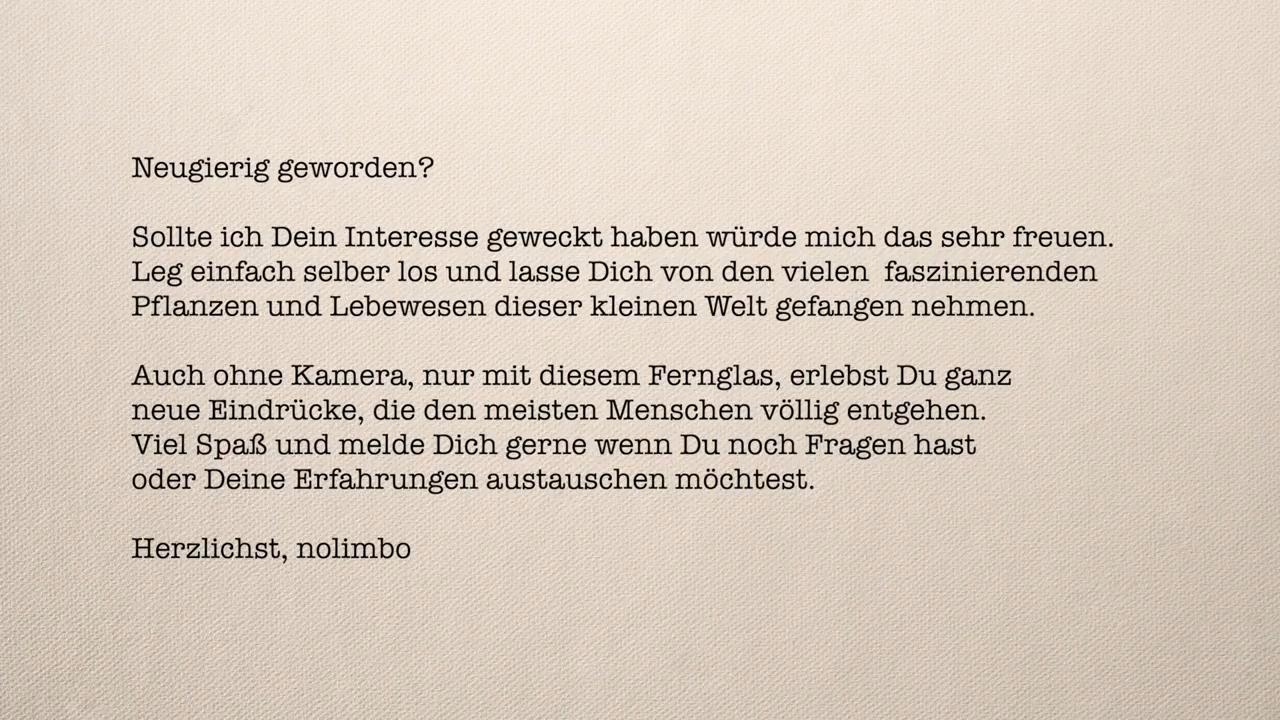 Neugierig geworden?
Sollte ich Dein Interesse geweckt haben würde mich das sehr freuen.
Leg einfach selber los und lasse Dich von den vielen  faszinierenden
Pflanzen und Lebewesen dieser kleinen Welt gefangen nehmen.
Auch ohne Kamera, nur mit diesem Fernglas, erlebst Du ganz
neue Eindrücke, die den meisten Menschen völlig entgehen.
Viel Spaß und melde Dich gerne wenn Du noch Fragen hast
oder Deine Erfahrungen austauschen möchtest.
Herzlichst, nolimbo